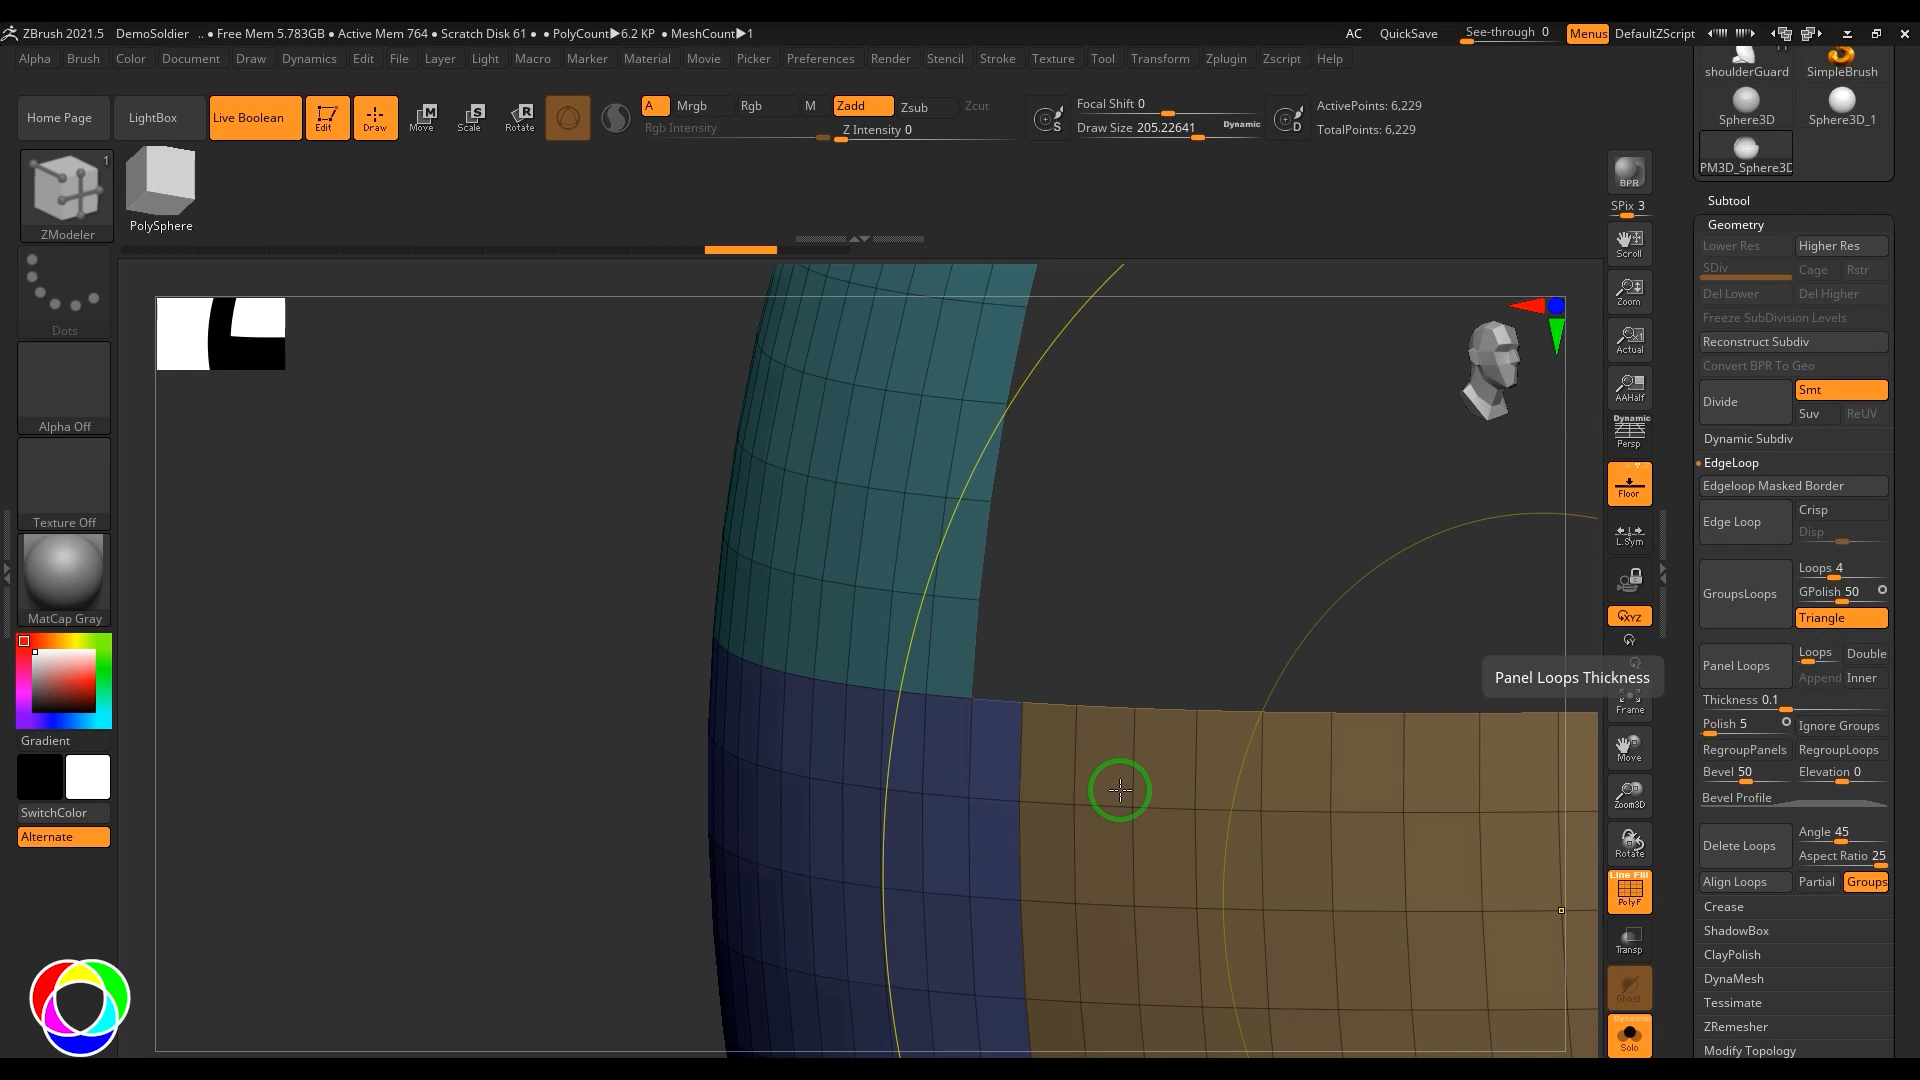 ZBrush 2021.5 DemoSoldier .. ● Free Mem 5.783GB ● Active Mem 764 ● Scratch Disk 61 ● ● PolyCount▶6.2 KP ● MeshCount▶1 AC QuickSave See-through 0 Menus DefaultZScript
Alpha Brush Color Document Draw Dynamics Edit File Layer Light Macro Marker Material Movie Picker Preferences Render Stencil Stroke Texture Tool Transform Zplugin Zscript Help
Home Page LightBox Live Boolean Edit Draw Move Scale Rotate
A Mrgb Rgb M Zadd Zsub Zcut
Rgb Intensity Z Intensity 0
S Focal Shift 0
Draw Size 205.22641 Dynamic
D ActivePoints: 6,229
TotalPoints: 6,229
1
ZModeler
PolySphere
Dots
Alpha Off
Texture Off
MatCap Gray
Gradient
SwitchColor
Alternate
Panel Loops Thickness
BPR
SPix 3
Scroll
Zoom
Actual
AAHalf
Dynamic
Persp
Floor
L.Sym
XYZ
Y
Z
Frame
Move
Zoom3D
Rotate
Line Fill
PolyF
Transp
Ghost
Dynamic
Solo
shoulderGuard SimpleBrush
Sphere3D Sphere3D_1
PM3D_Sphere3D
Subtool
Geometry
Lower Res Higher Res
SDiv Cage Rstr
Del Lower Del Higher
Freeze SubDivision Levels
Reconstruct Subdiv
Convert BPR To Geo
Divide Smt
Suv ReUV
Dynamic Subdiv
EdgeLoop
Edgeloop Masked Border
Edge Loop Crisp
Disp
GroupsLoops Loops 4
GPolish 50
Triangle
Panel Loops Loops Double
Append Inner
Thickness 0.1
Polish 5 Ignore Groups
RegroupPanels RegroupLoops
Bevel 50 Elevation 0
Bevel Profile
Delete Loops Angle 45
Aspect Ratio 25
Align Loops Partial Groups
Crease
ShadowBox
ClayPolish
DynaMesh
Tessimate
ZRemesher
Modify Topology